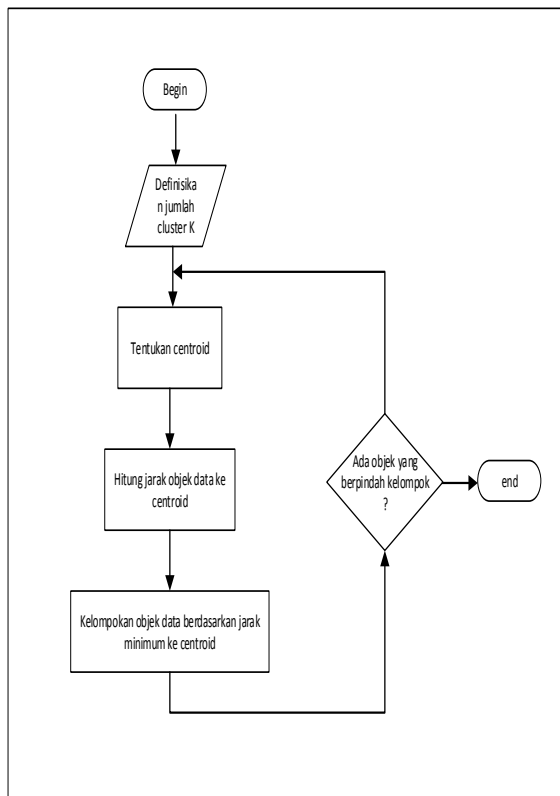 Begin
Definisika
n jumlah
cluster K
Tentukan centroid
Hitung jarak objek data ke
centroid
Kelompokan objek data berdasarkan jarak
minimum ke centroid
Ada objek yang
berpindah kelompok
?
end